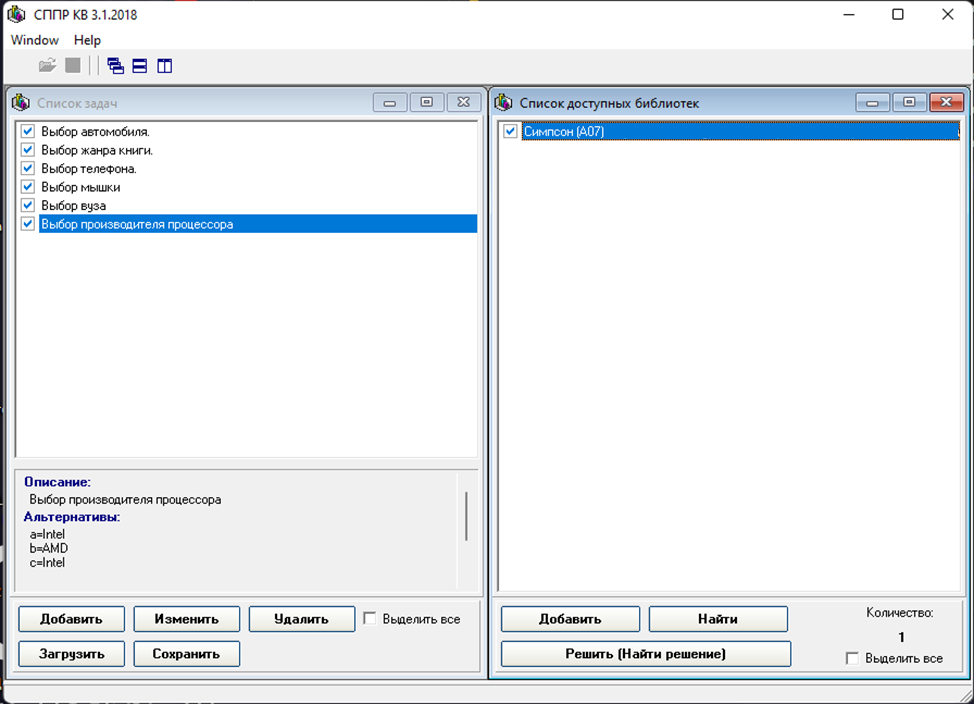 СППР КВ 3.1.2018
Window Help
Список задач
Выбор автомобиля.
Выбор жанра книги.
Выбор телефона.
Выбор мышки
Выбор вуза
Выбор производителя процессора
Описание:
Выбор производителя процессора
Альтернативы:
a=Intel
b=AMD
c=Intel
Добавить Изменить Удалить Выделить все
Загрузить Сохранить
Список доступных библиотек
Симпсон (А07)
Добавить Найти
Решить (Найти решение)
Количество:
1
Выделить все